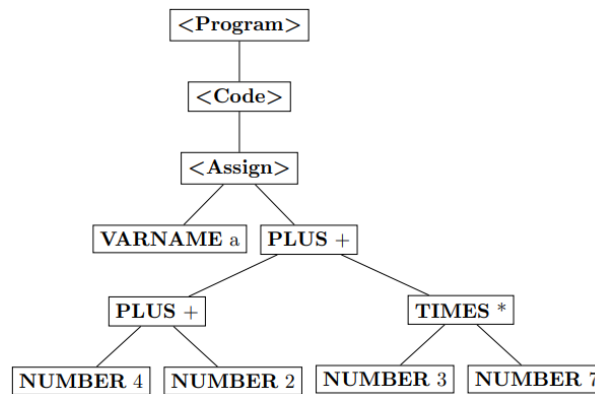 <Program>
<Code>
<Assign>
VARNAME a PLUS +
PLUS + TIMES *
NUMBER 4 NUMBER 2 NUMBER 3 NUMBER 7